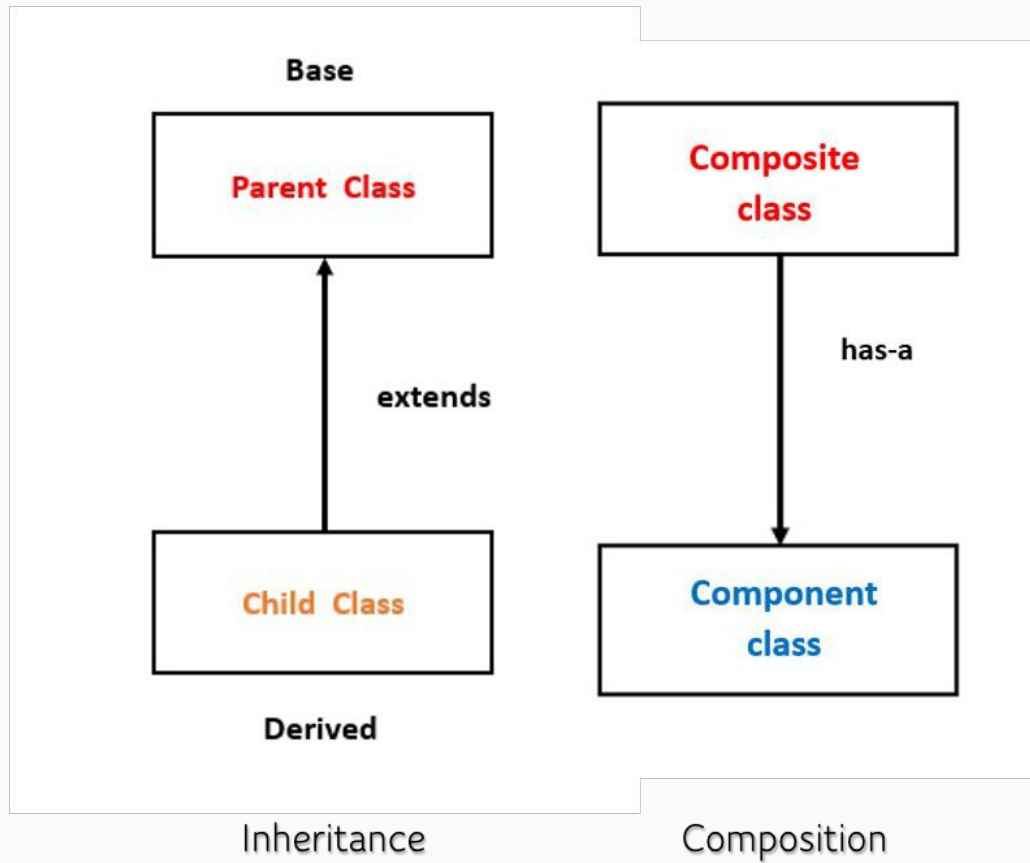 Base
Parent Class
extends
Child Class
Derived
Inheritance
Composite
class
has-a
Component
class
Composition